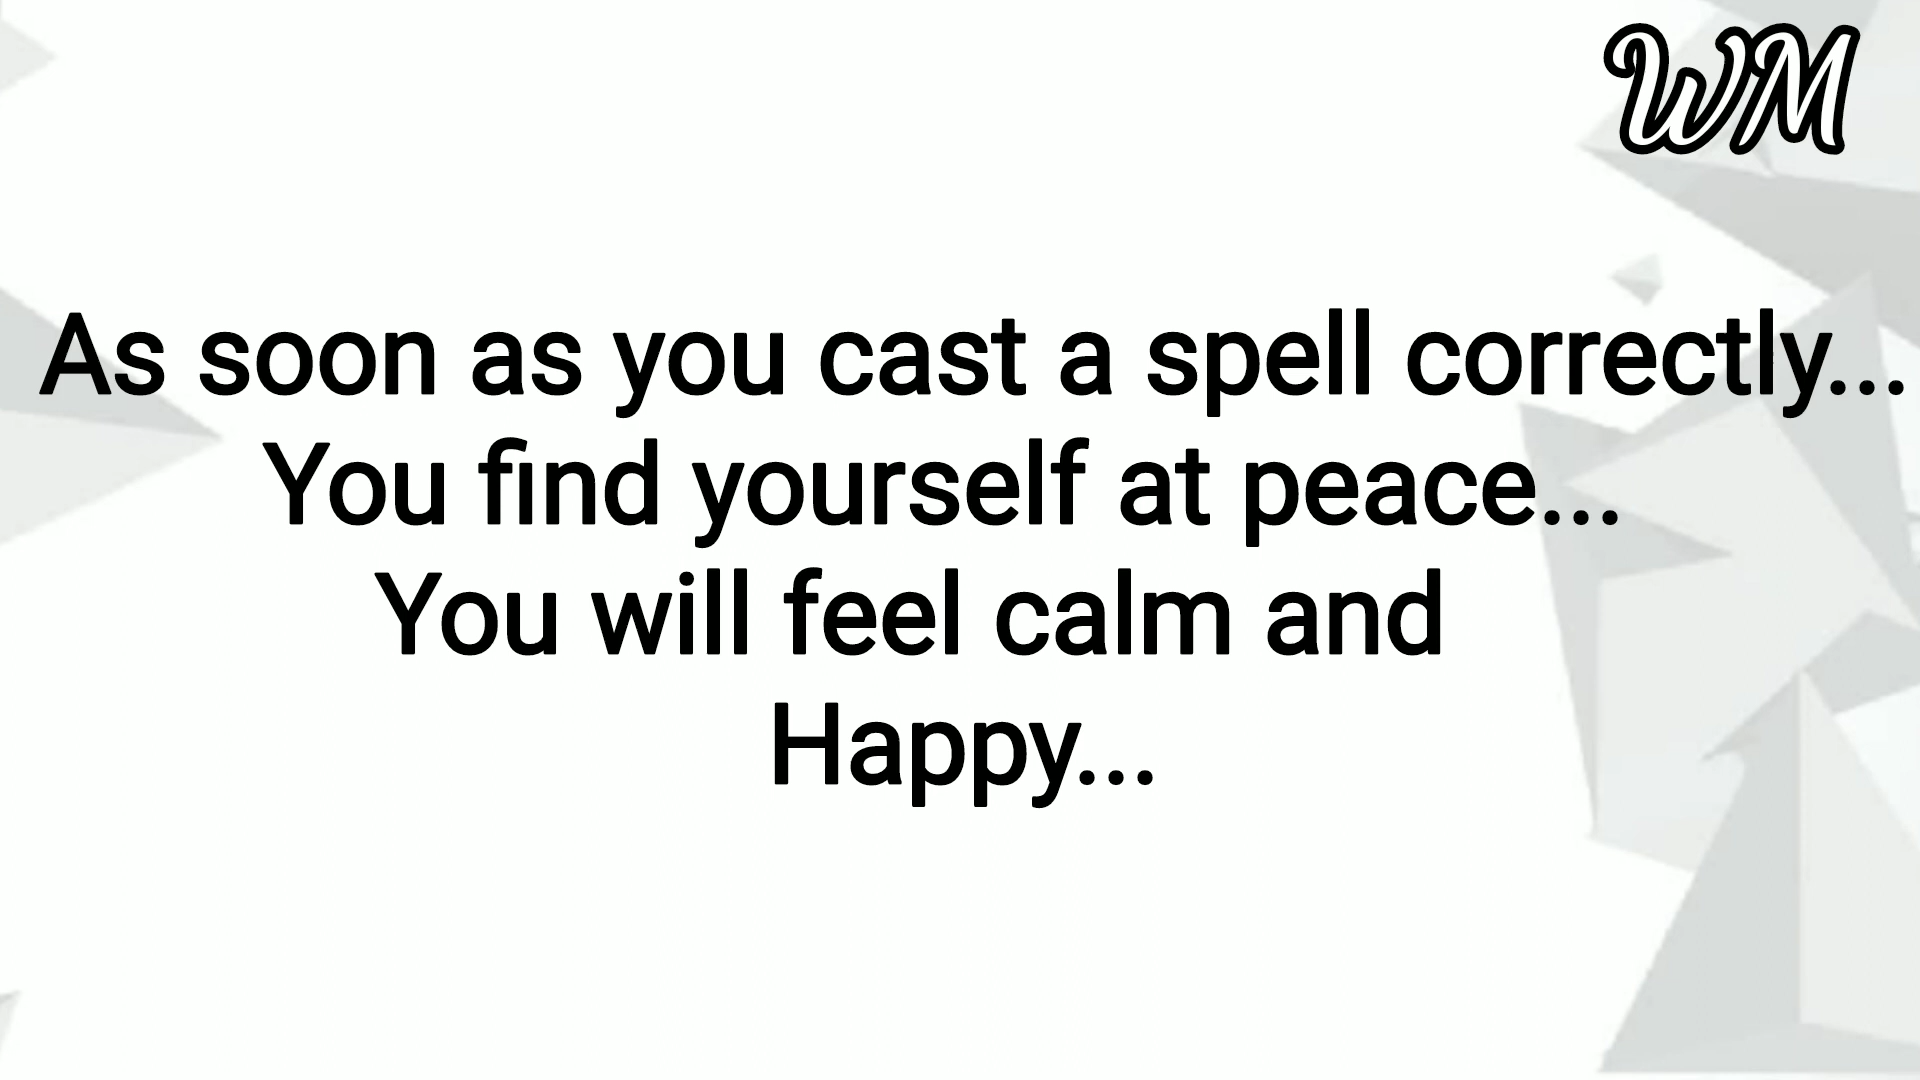 WM
As soon as you cast a spell correctly...
You find yourself at peace...
You will feel calm and
Happy...